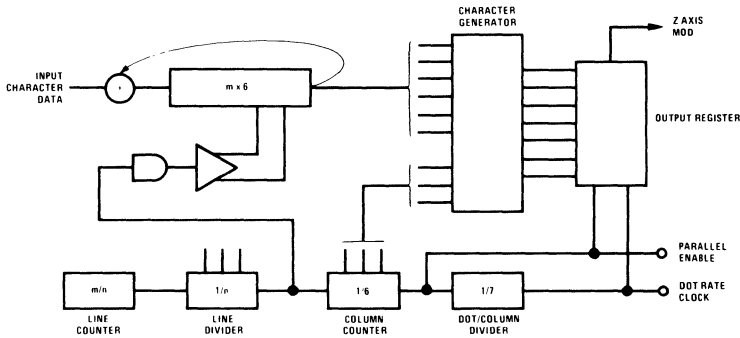 CHARACTER
GENERATOR
Z AXIS
MOD
INPUT
CHARACTER
DATA
m x 6
OUTPUT REGISTER
PARALLEL
ENABLE
m/n
1/n
1/6
1/7
DOT RATE
CLOCK
LINE
COUNTER
LINE
DIVIDER
COLUMN
COUNTER
DOT/COLUMN
DIVIDER